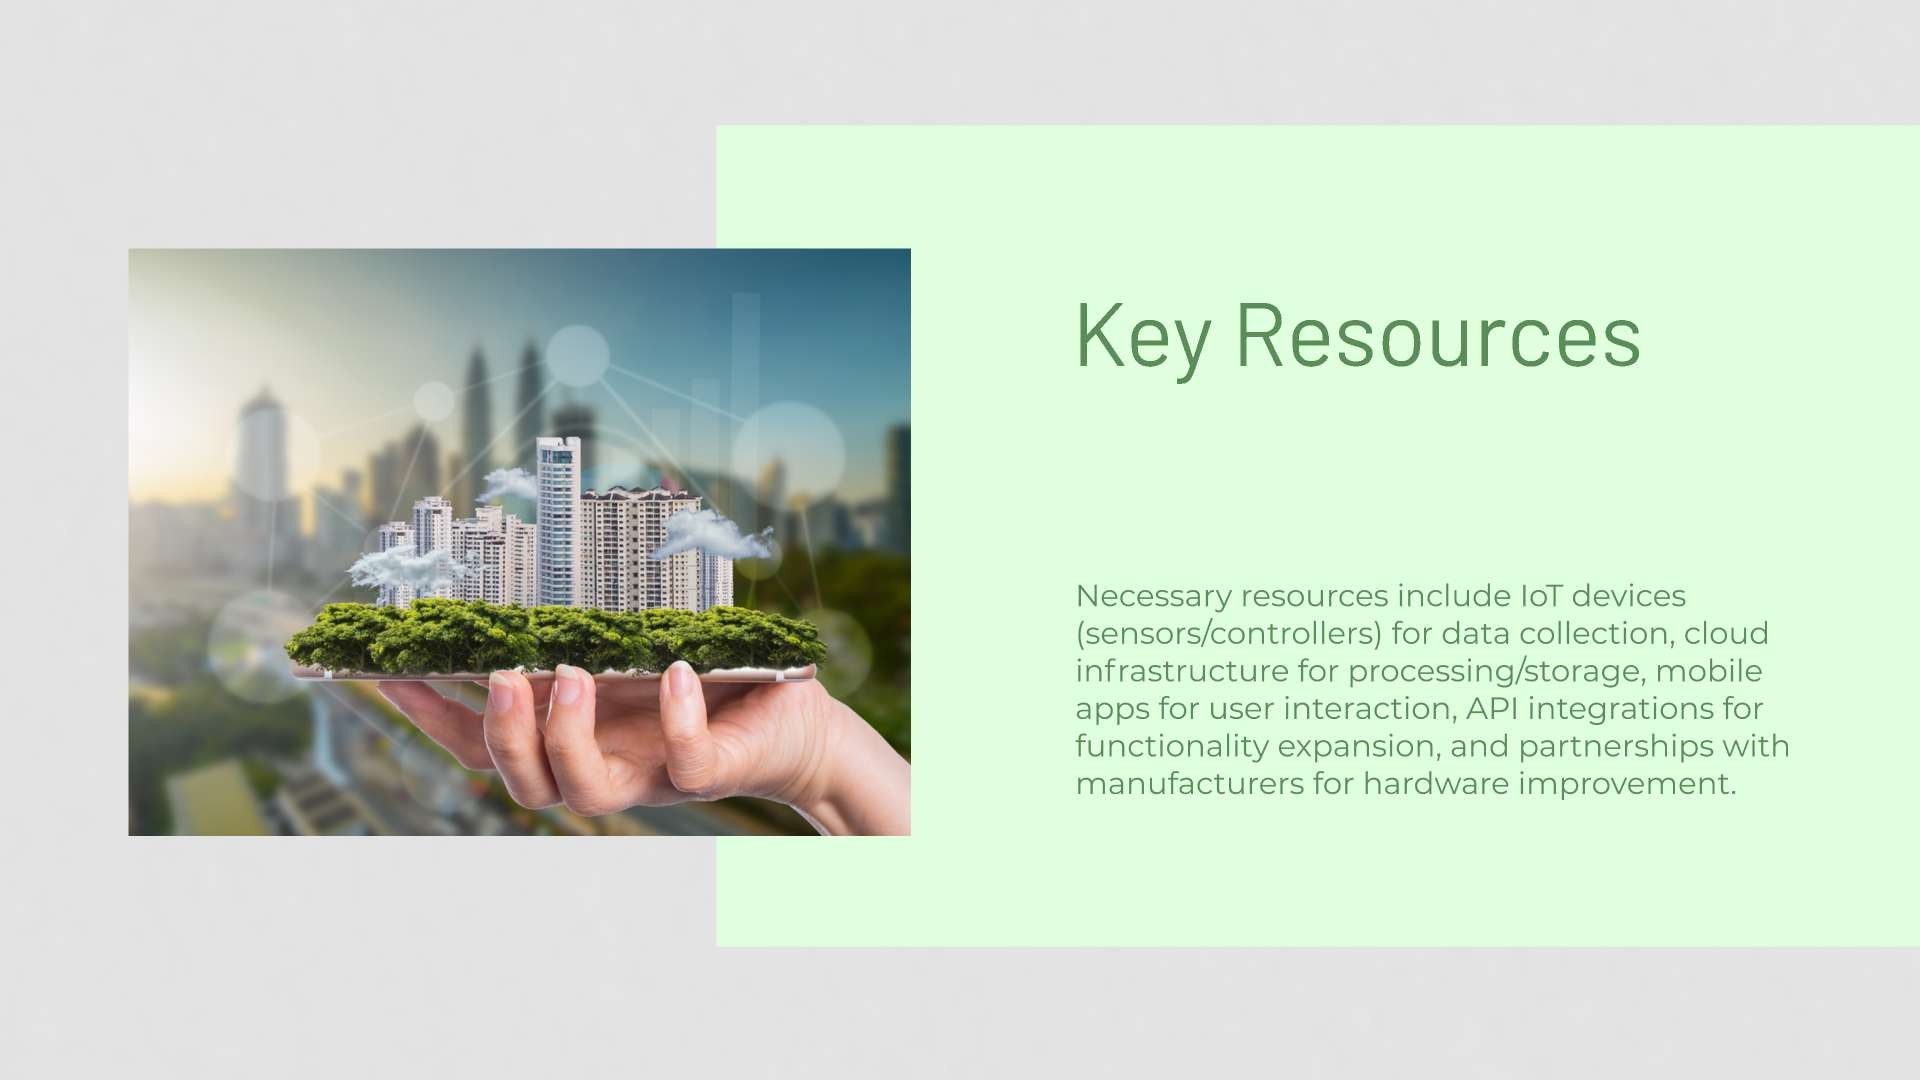 Key Resources
Necessary resources include IoT devices
(sensors/controllers) for data collection, cloud
infrastructure for processing/storage, mobile
apps for user interaction, API integrations for
functionality expansion, and partnerships with
manufacturers for hardware improvement.